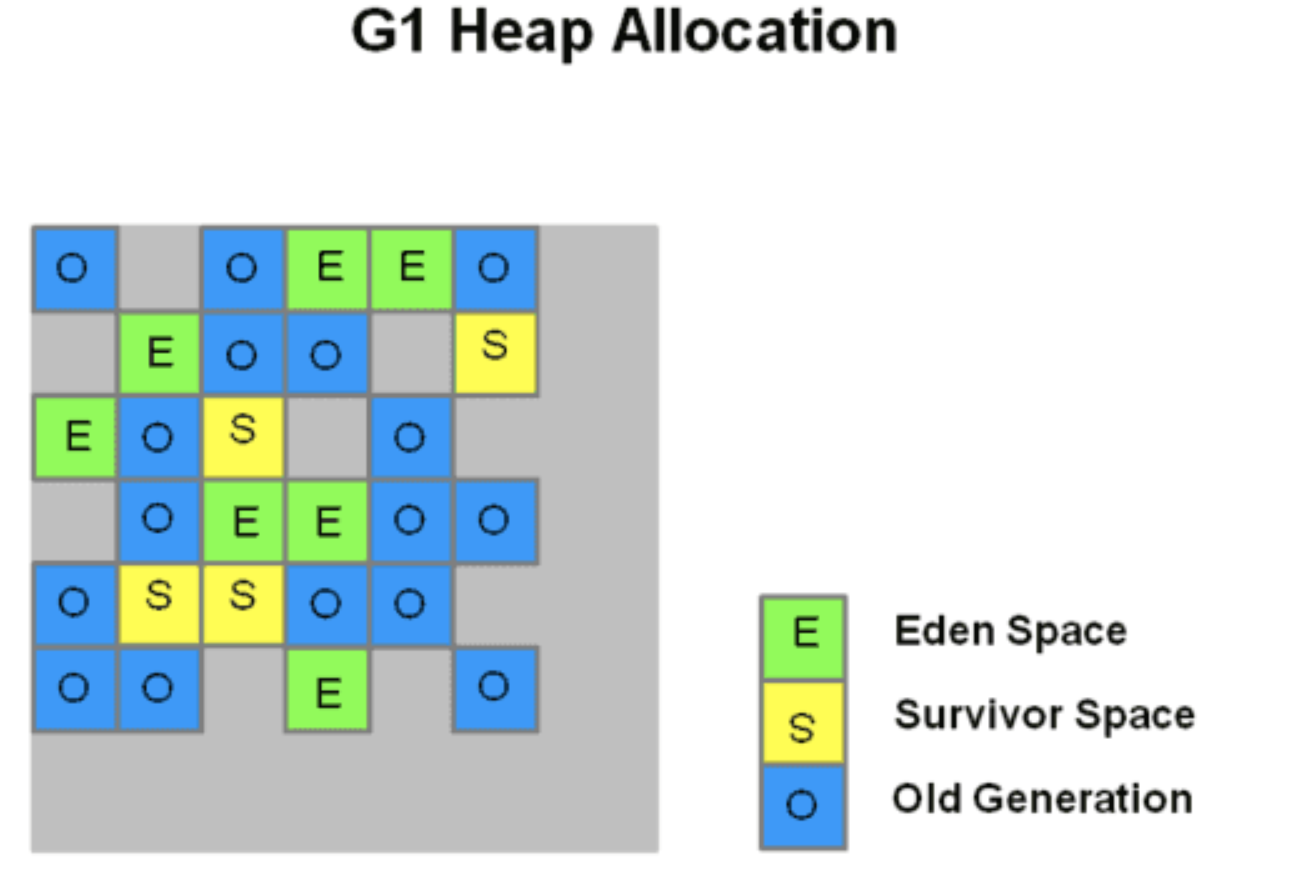 G1 Heap Allocation
O O E E O
E O O S
E O S O
O E E O O
O S S O O
O O E O
E Eden Space
S Survivor Space
O Old Generation